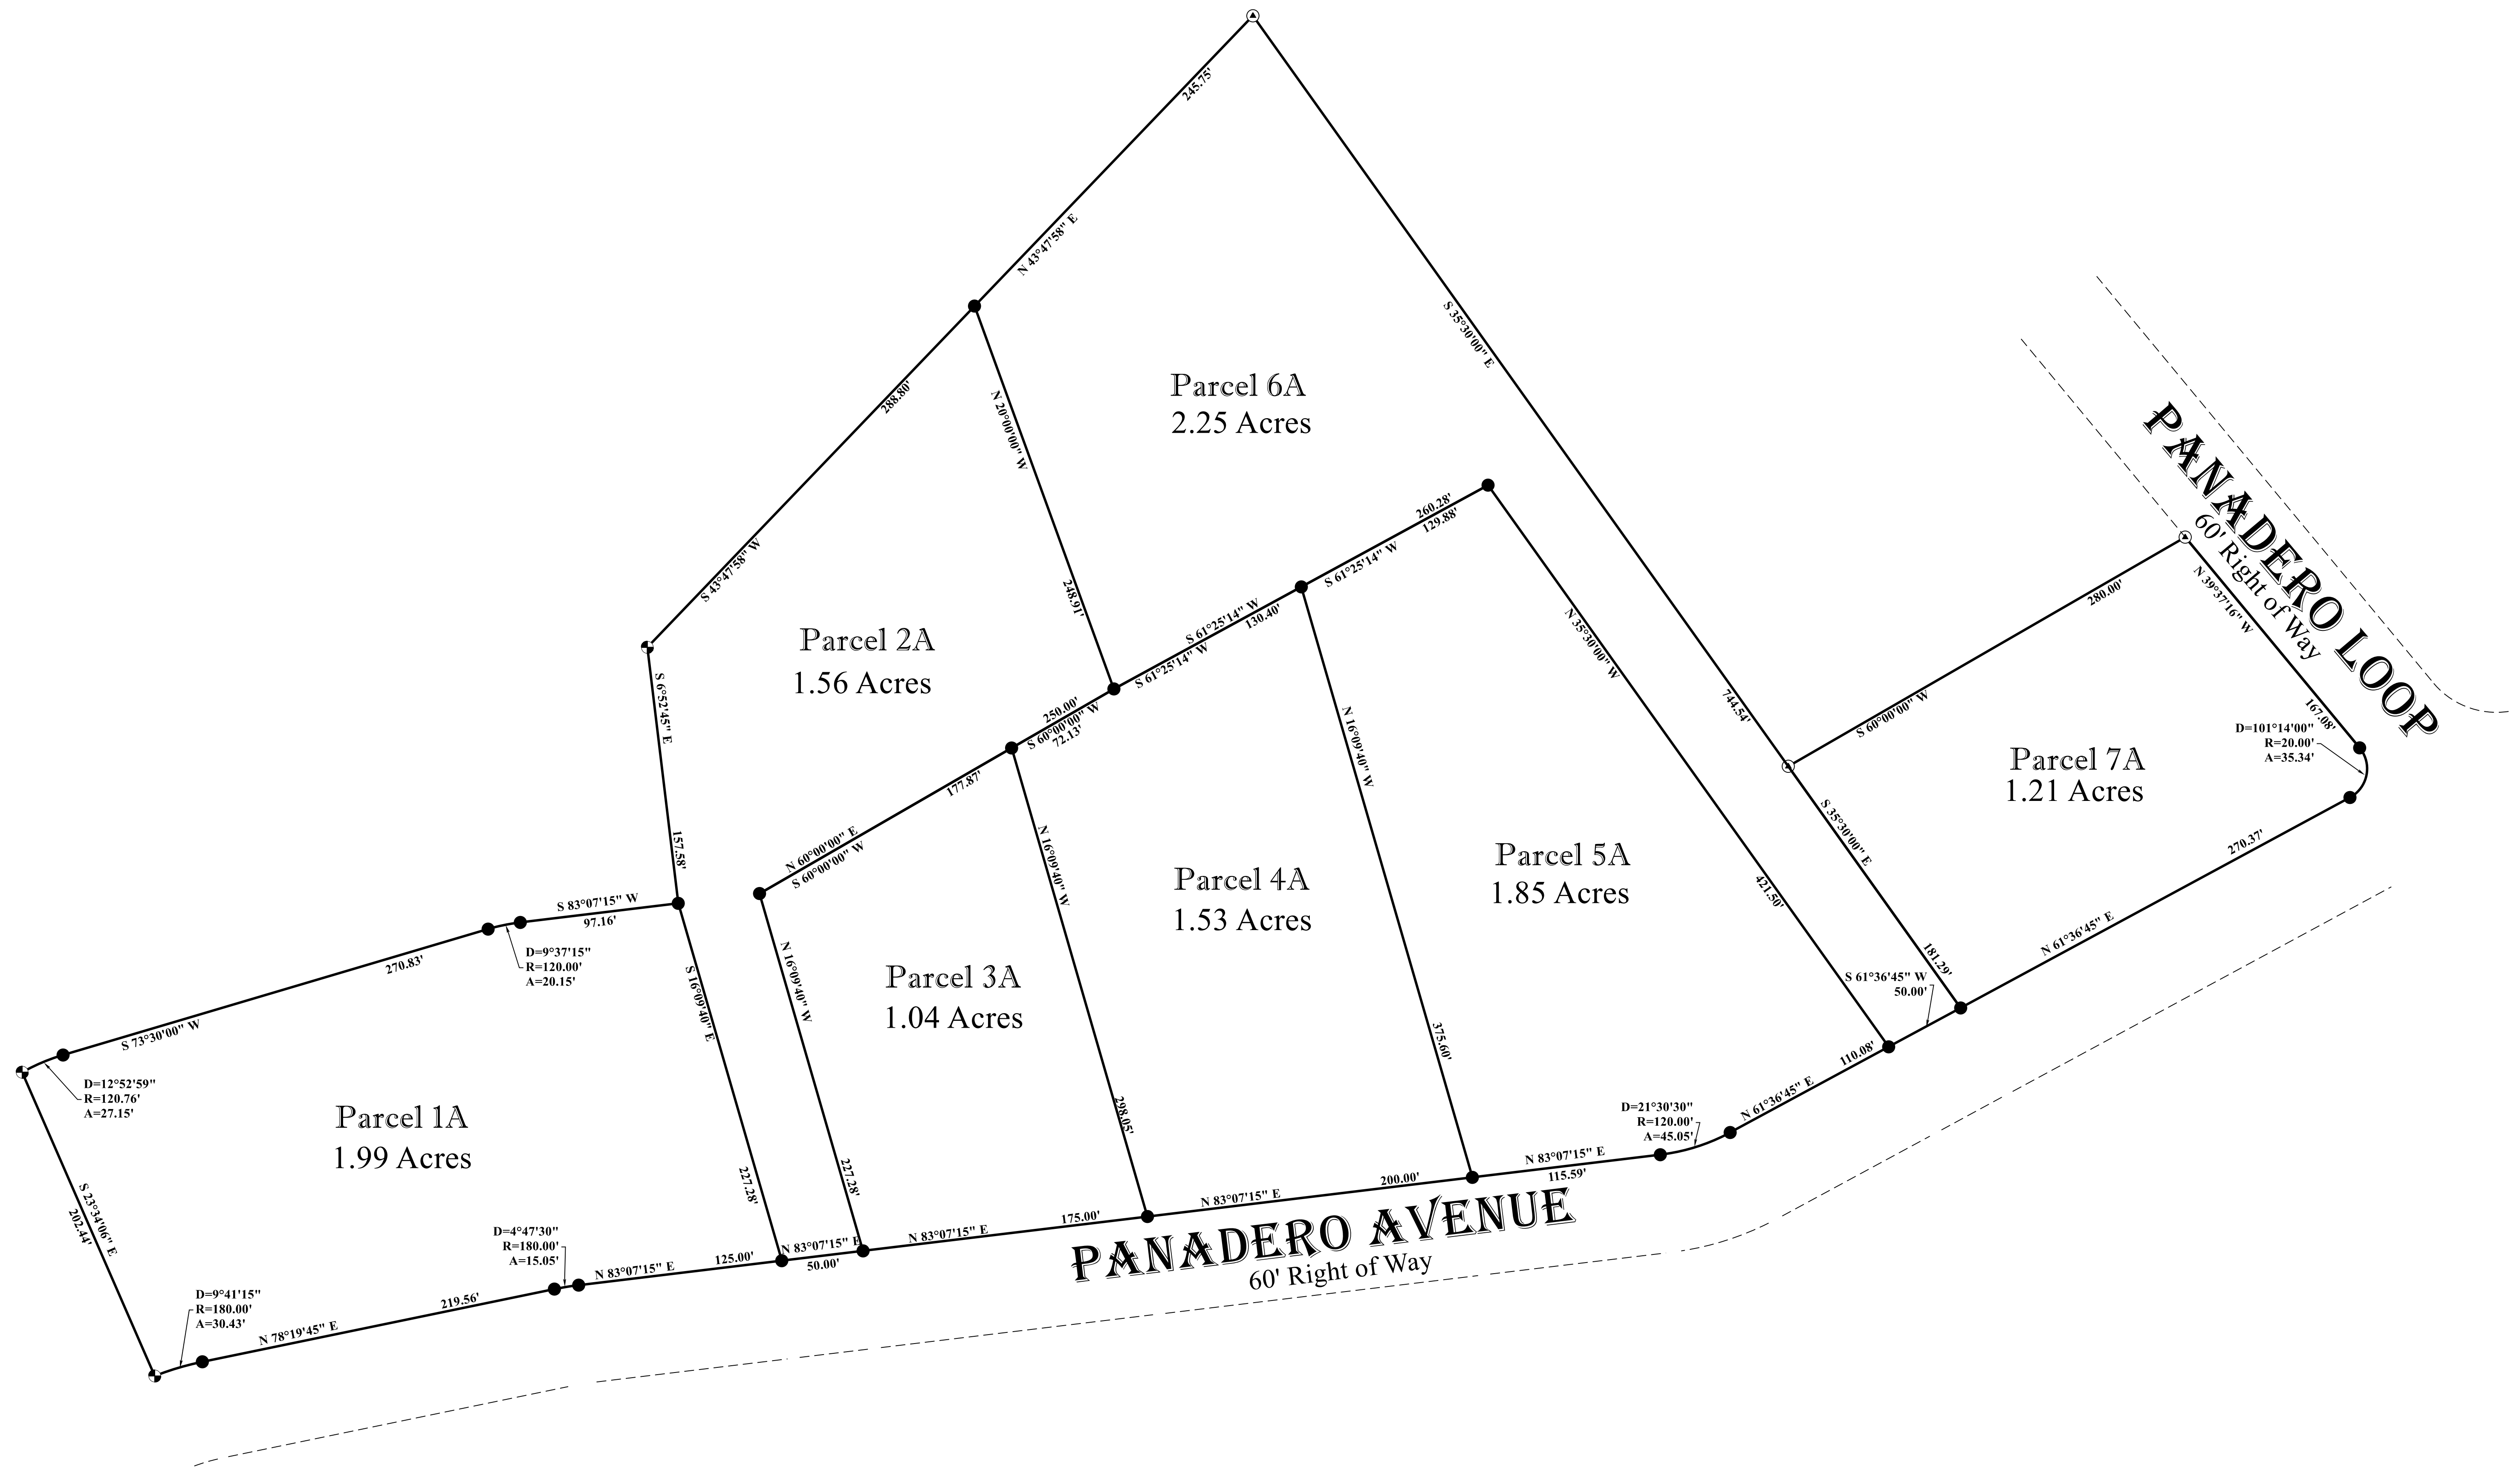 245.75'
N 43°47'58" E
S 35°30'00" E
744.54'
288.80'
S 43°47'58" W
N 20°00'00" W
248.91'
Parcel 6A
2.25 Acres
260.28'
129.88'
S 61°25'14" W
S 61°25'14" W
130.40'
S 61°25'14" W
PANADERO LOOP
60' Right of Way
N 39°37'16" W
167.08'
280.00'
S 60°00'00" W
D=101°14'00"
R=20.00'
A=35.34'
Parcel 7A
1.21 Acres
S 35°30'00" E
181.29'
270.37'
N 61°36'45" E
Parcel 2A
1.56 Acres
S 6°52'45" E
157.58'
250.00'
S 60°00'00" W
72.13'
177.87'
N 60°00'00" E
S 60°00'00" W
N 35°30'00" W
421.50'
N 16°09'40" W
375.60'
Parcel 5A
1.85 Acres
S 61°36'45" W
50.00'
110.08'
N 61°36'45" E
D=21°30'30"
R=120.00'
A=45.05'
N 83°07'15" E
115.59'
Parcel 4A
1.53 Acres
N 16°09'40" W
298.05'
200.00'
N 83°07'15" E
Parcel 3A
1.04 Acres
N 16°09'40" W
227.28'
175.00'
N 83°07'15" E
S 83°07'15" W
97.16'
D=9°37'15"
R=120.00'
A=20.15'
270.83'
S 73°30'00" W
D=12°52'59"
R=120.76'
A=27.15'
S 16°09'40" E
227.28'
Parcel 1A
1.99 Acres
S 23°34'06" E
202.44'
D=9°41'15"
R=180.00'
A=30.43'
219.56'
N 78°19'45" E
D=4°47'30"
R=180.00'
A=15.05'
125.00'
N 83°07'15" E
N 83°07'15" E
50.00'
PANADERO AVENUE
60' Right of Way